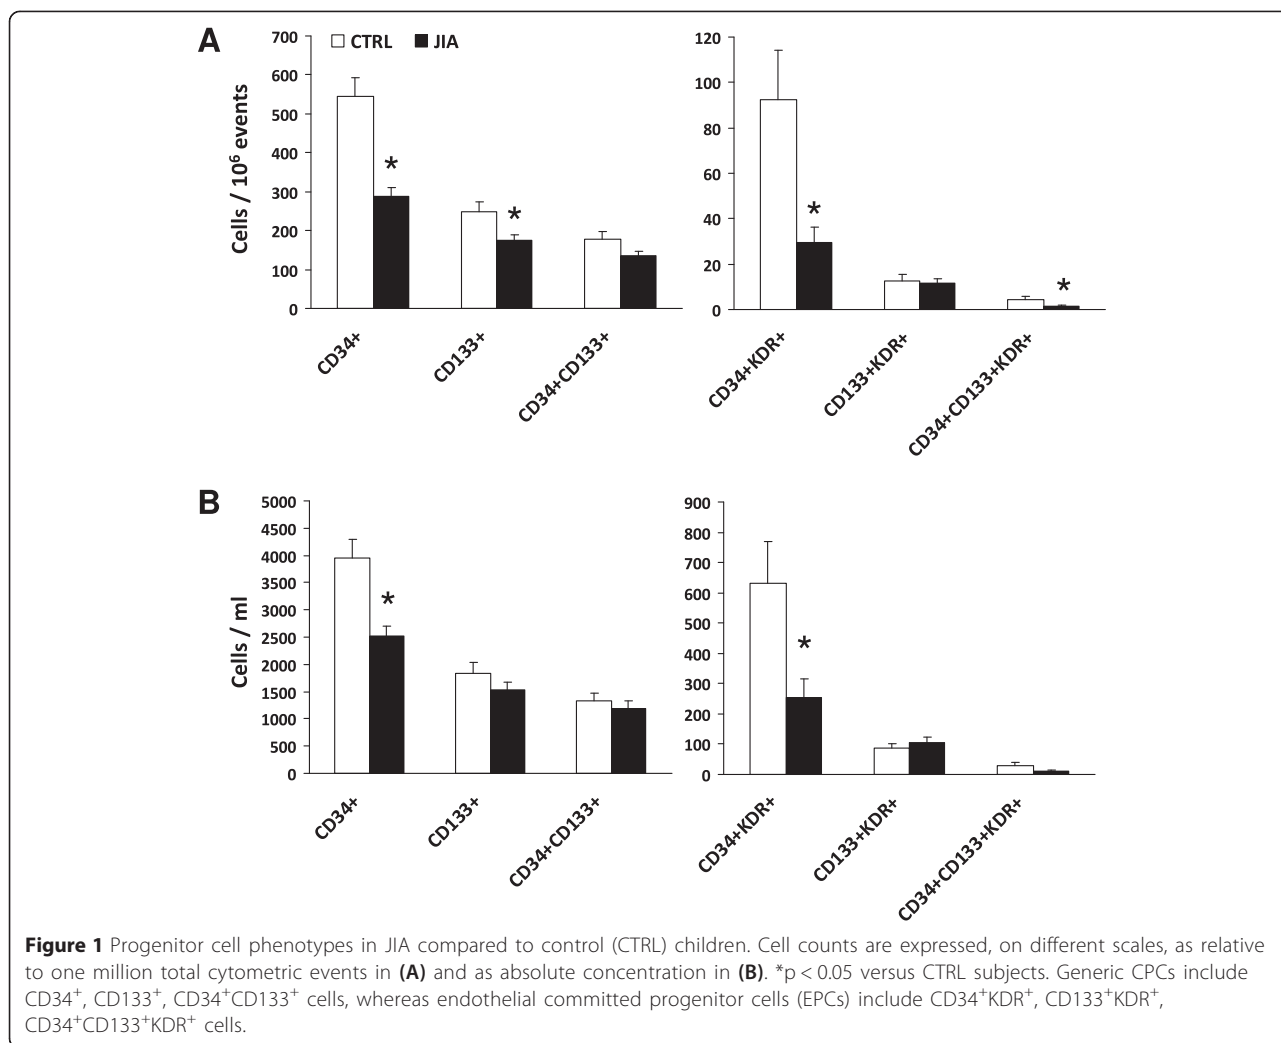 A
CTRL JIA
Cells / 10⁶ events
700
600
500
400
300
200
100
0
CD34+
CD133+
CD34+CD133+
120
100
80
60
40
20
0
CD34+KDR+
CD133+KDR+
CD34+CD133+KDR+
*
*
*
*
B
Cells / ml
5000
4500
4000
3500
3000
2500
2000
1500
1000
500
0
CD34+
CD133+
CD34+CD133+
900
800
700
600
500
400
300
200
100
0
CD34+KDR+
CD133+KDR+
CD34+CD133+KDR+
*
*
Figure 1 Progenitor cell phenotypes in JIA compared to control (CTRL) children. Cell counts are expressed, on different scales, as relative
to one million total cytometric events in (A) and as absolute concentration in (B). *p < 0.05 versus CTRL subjects. Generic CPCs include
CD34⁺, CD133⁺, CD34⁺CD133⁺ cells, whereas endothelial committed progenitor cells (EPCs) include CD34⁺KDR⁺, CD133⁺KDR⁺,
CD34⁺CD133⁺KDR⁺ cells.